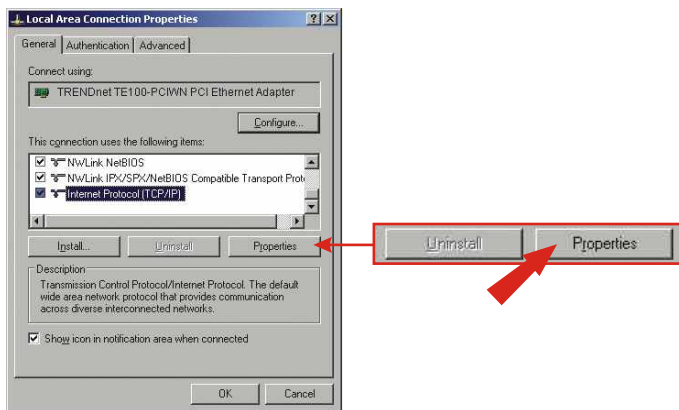 Local Area Connection Properties
General Authentication Advanced
Connect using:
TRENDnet TE100-PCIWN PCI Ethernet Adapter
Configure...
This connection uses the following items:
NWLink NetBIOS
NWLink IPX/SPX/NetBIOS Compatible Transport Prot
Internet Protocol (TCP/IP)
Install... Uninstall Properties
Uninstall Properties
Description
Transmission Control Protocol/Internet Protocol. The default
wide area network protocol that provides communication
across diverse interconnected networks.
Show icon in notification area when connected
OK Cancel